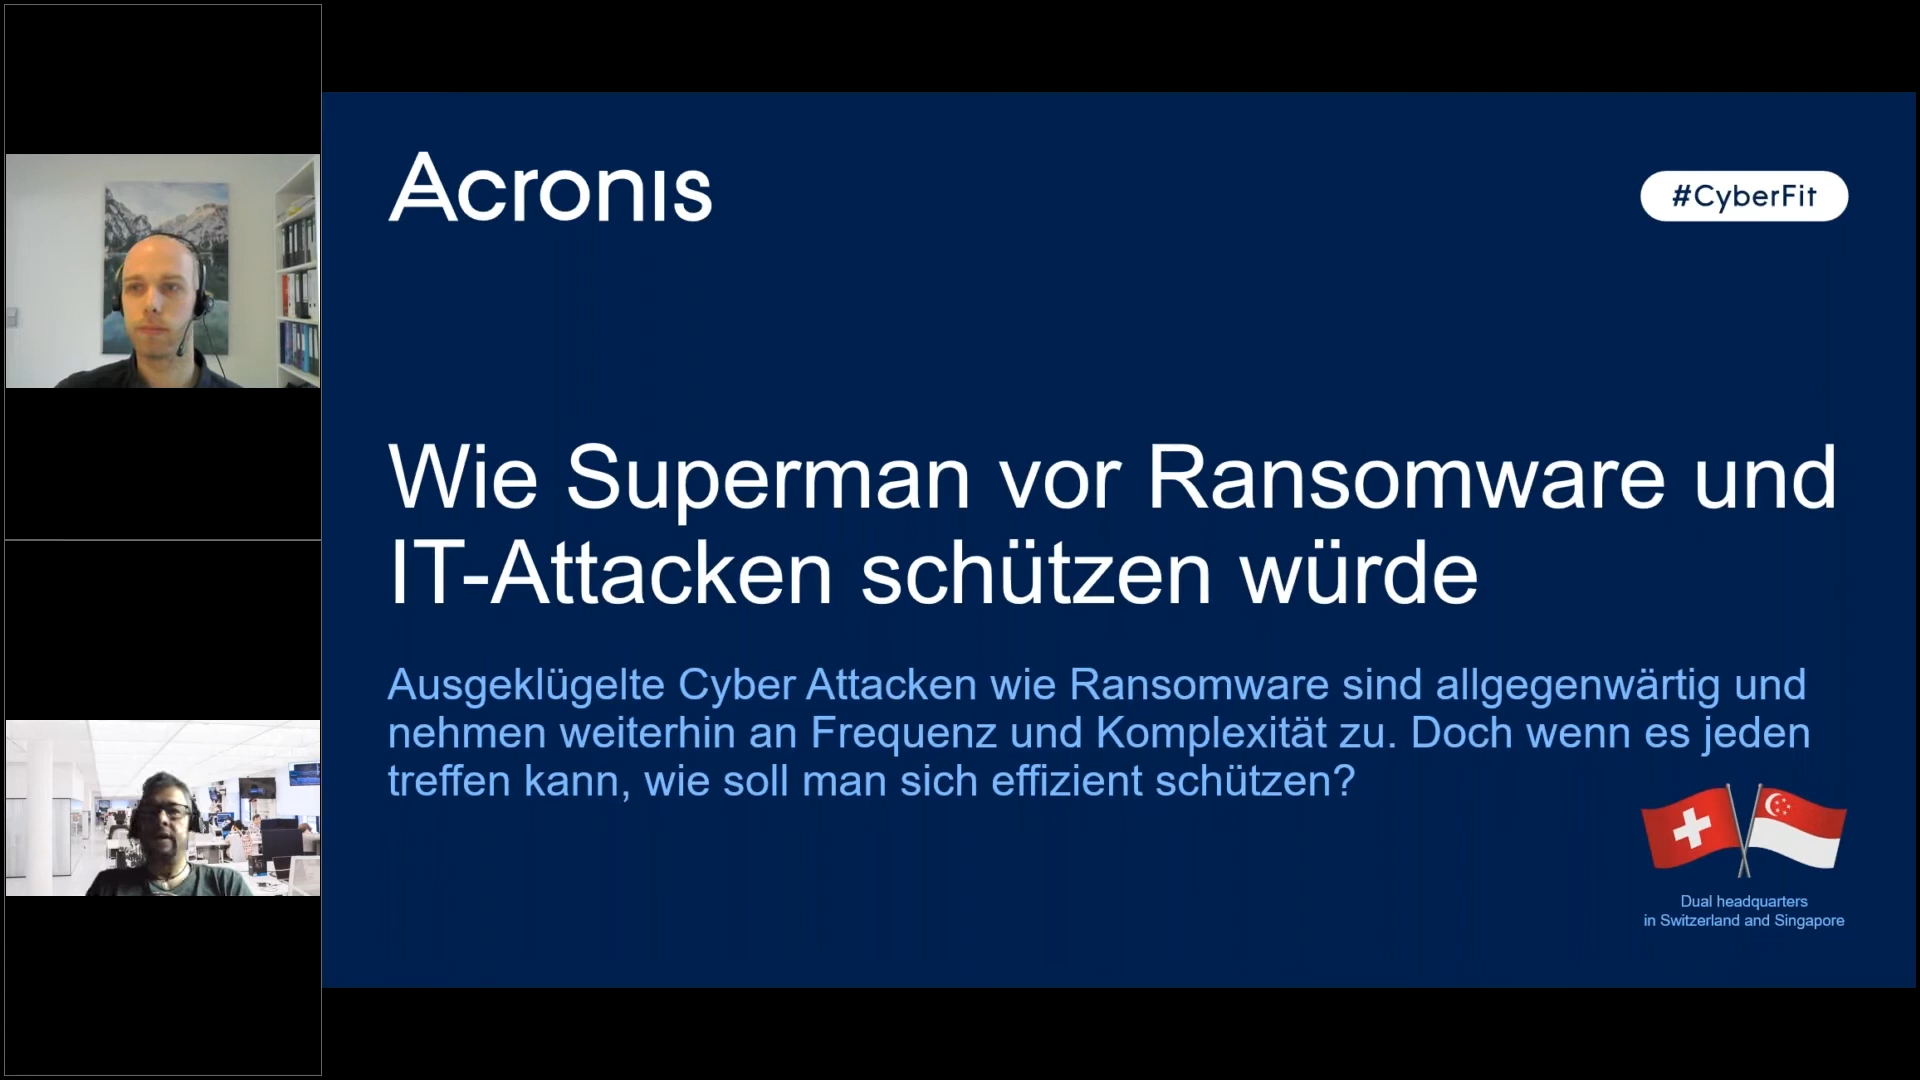 Acronis
#CyberFit
Wie Superman vor Ransomware und
IT-Attacken schützen würde
Ausgeklügelte Cyber Attacken wie Ransomware sind allgegenwärtig und
nehmen weiterhin an Frequenz und Komplexität zu. Doch wenn es jeden
treffen kann, wie soll man sich effizient schützen?
Dual headquarters
in Switzerland and Singapore